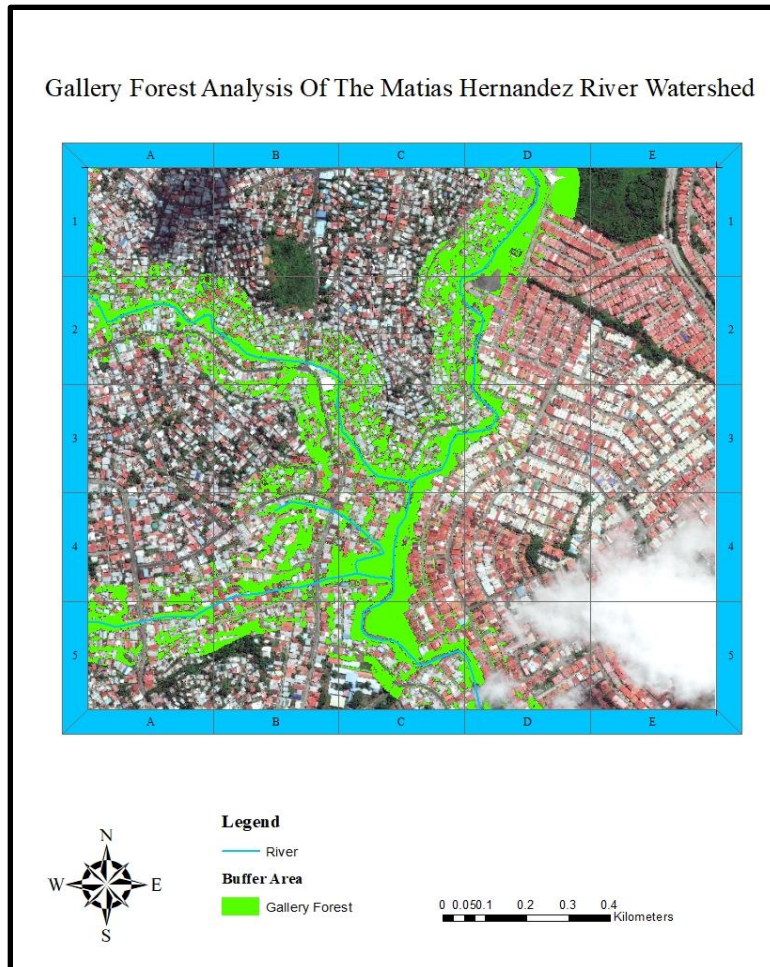 Gallery Forest Analysis Of The Matias Hernandez River Watershed
A B C D E
1 1
2 2
3 3
4 4
5 5
A B C D E
N
W E
S
Legend
River
Buffer Area
Gallery Forest
0 0.050.1 0.2 0.3 0.4
Kilometers